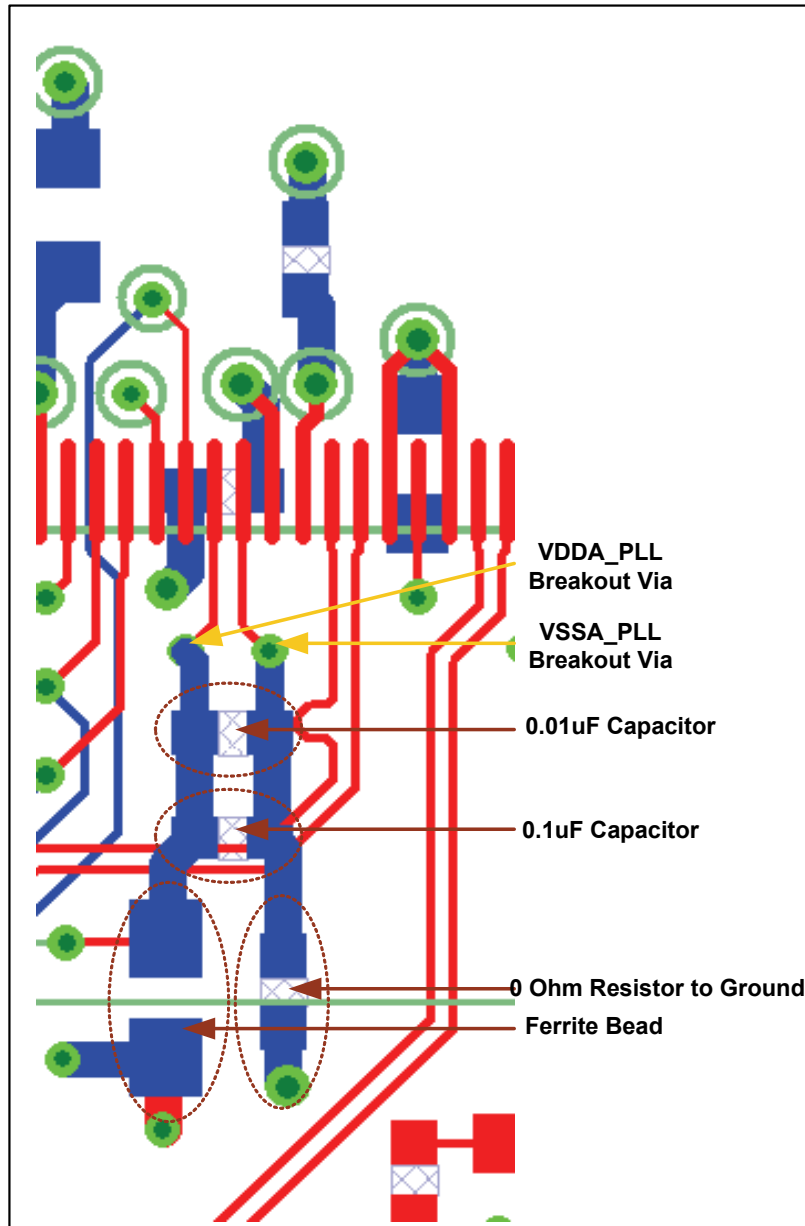 VDDA_PLL
Breakout Via
VSSA_PLL
Breakout Via
0.01uF Capacitor
0.1uF Capacitor
0 Ohm Resistor to Ground
Ferrite Bead